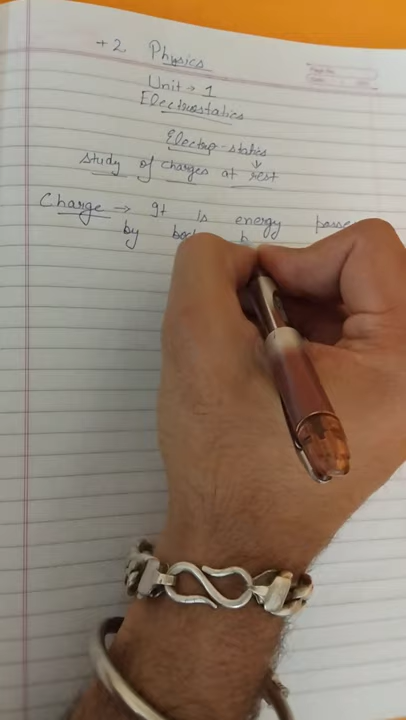 +2. Physics
Unit → 1
Electrostatics
Electro-statics
study of charges at rest
Charge → It is energy
by